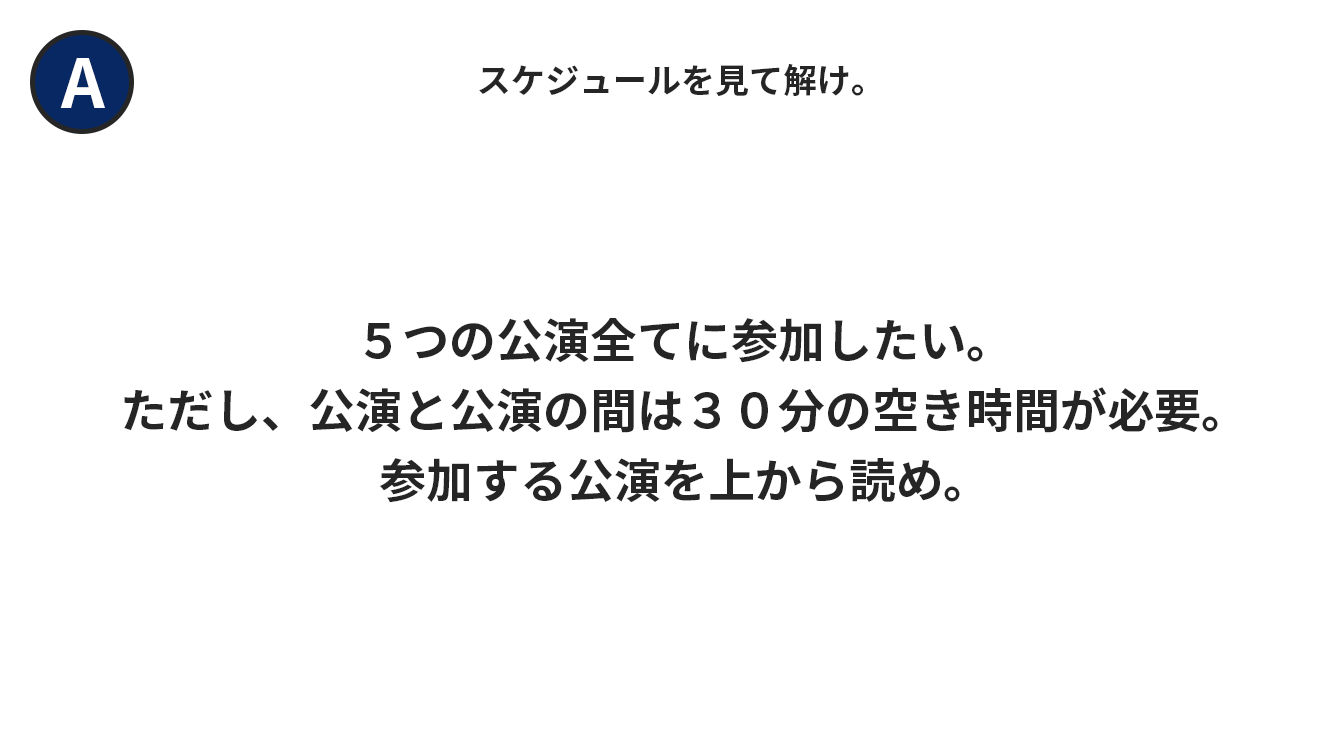 A
スケジュールを見て解け。
５つの公演全てに参加したい。
ただし、公演と公演の間は３０分の空き時間が必要。
参加する公演を上から読め。